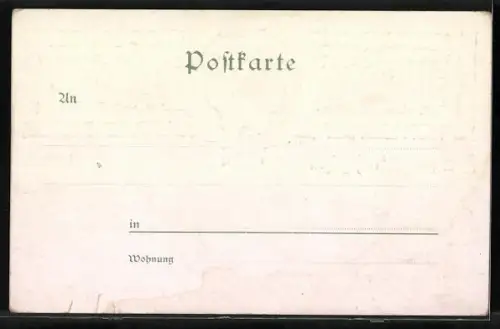 Poſtkarte
An
in
Wohnung